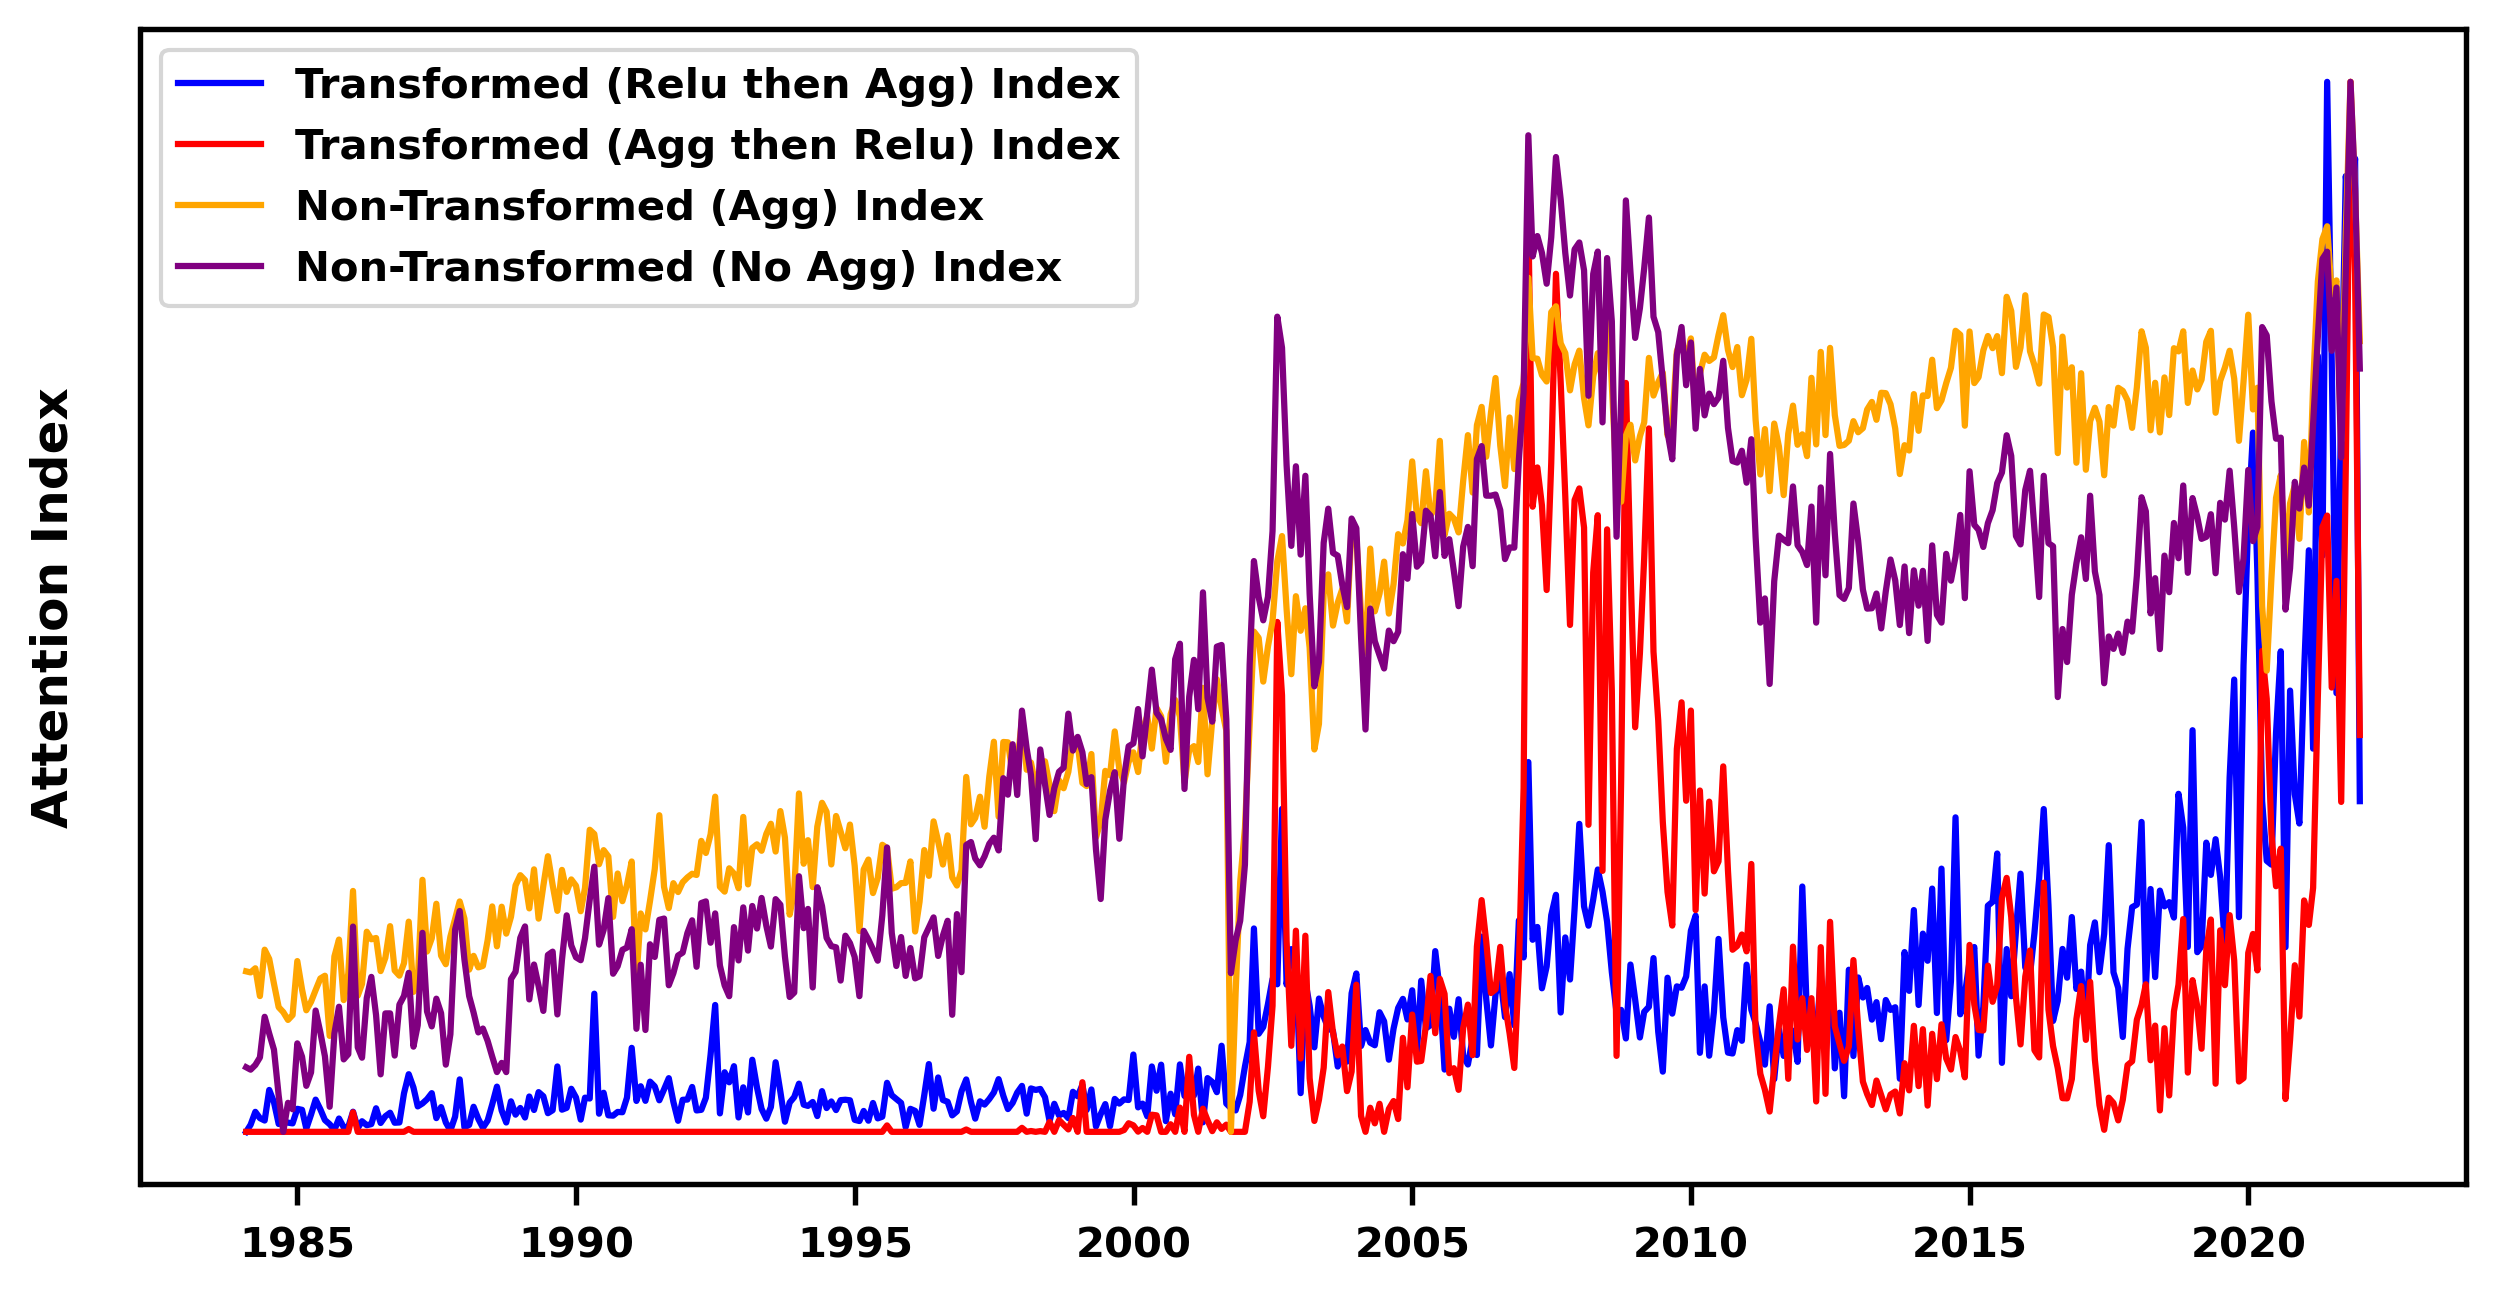 Transformed (Relu then Agg) Index
Transformed (Agg then Relu) Index
Non-Transformed (Agg) Index
Non-Transformed (No Agg) Index
Attention Index
1985 1990 1995 2000 2005 2010 2015 2020